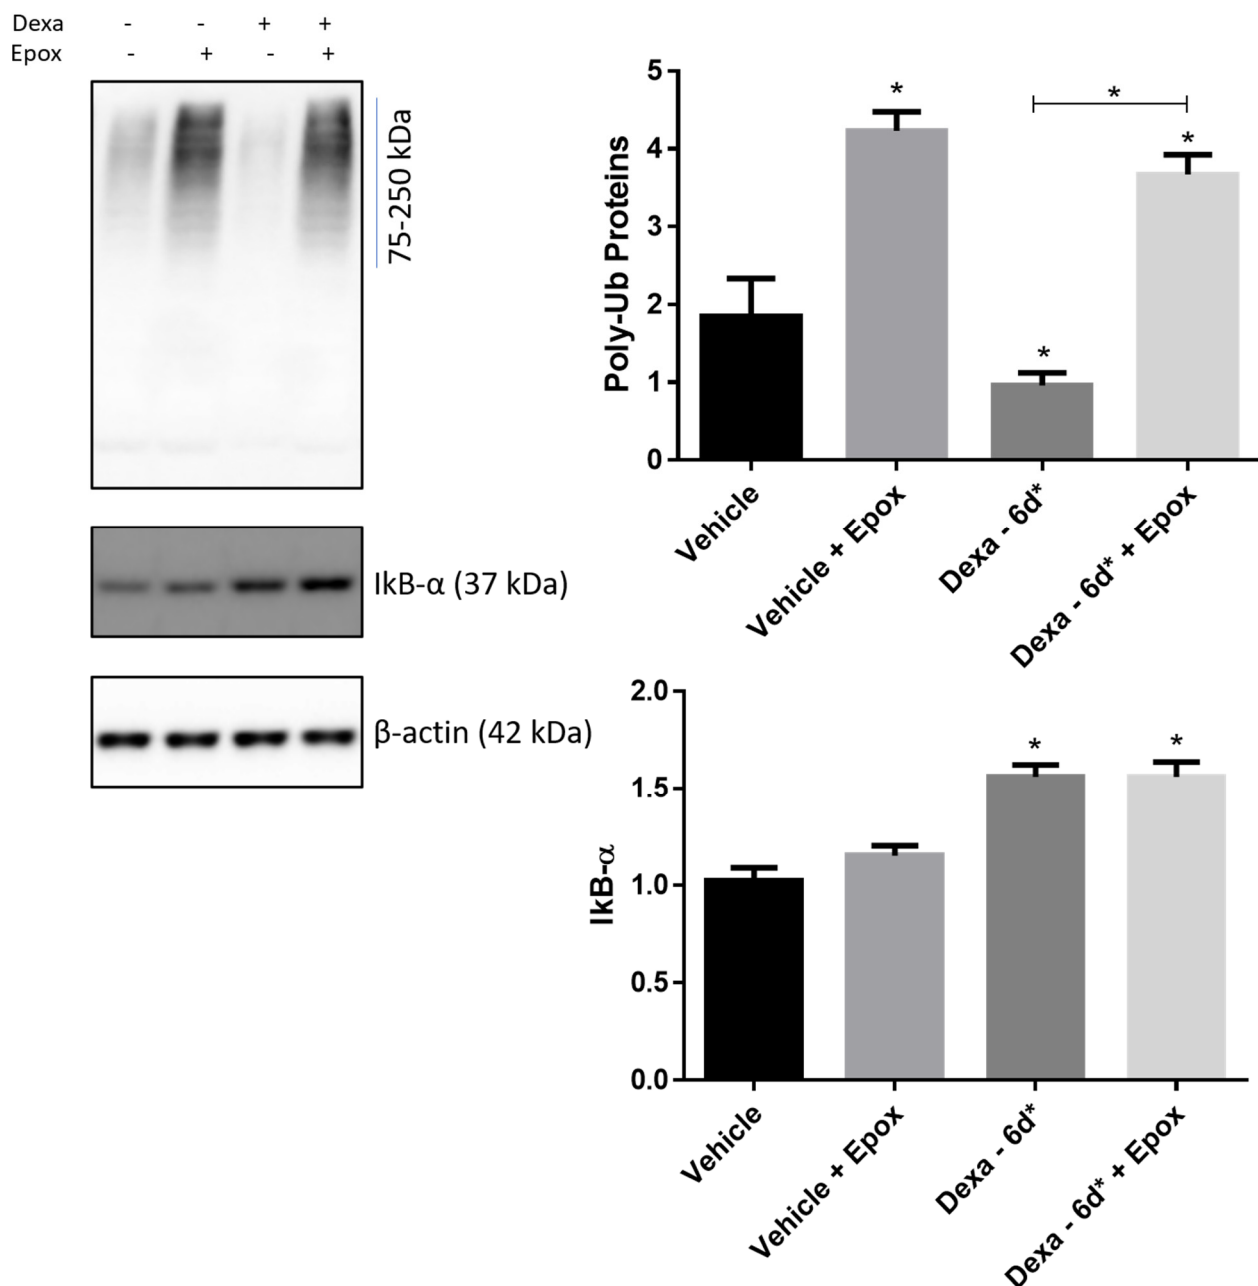 Dexa - - + +
Epox - + - +
75-250 kDa
IkB-α (37 kDa)
β-actin (42 kDa)
Poly-Ub Proteins
5
4
3
2
1
0
*
*
*
*
Vehicle
Vehicle + Epox
Dexa - 6d*
Dexa - 6d* + Epox
IkB-α
2.0
1.5
1.0
0.5
0.0
*
*
Vehicle
Vehicle + Epox
Dexa - 6d*
Dexa - 6d* + Epox